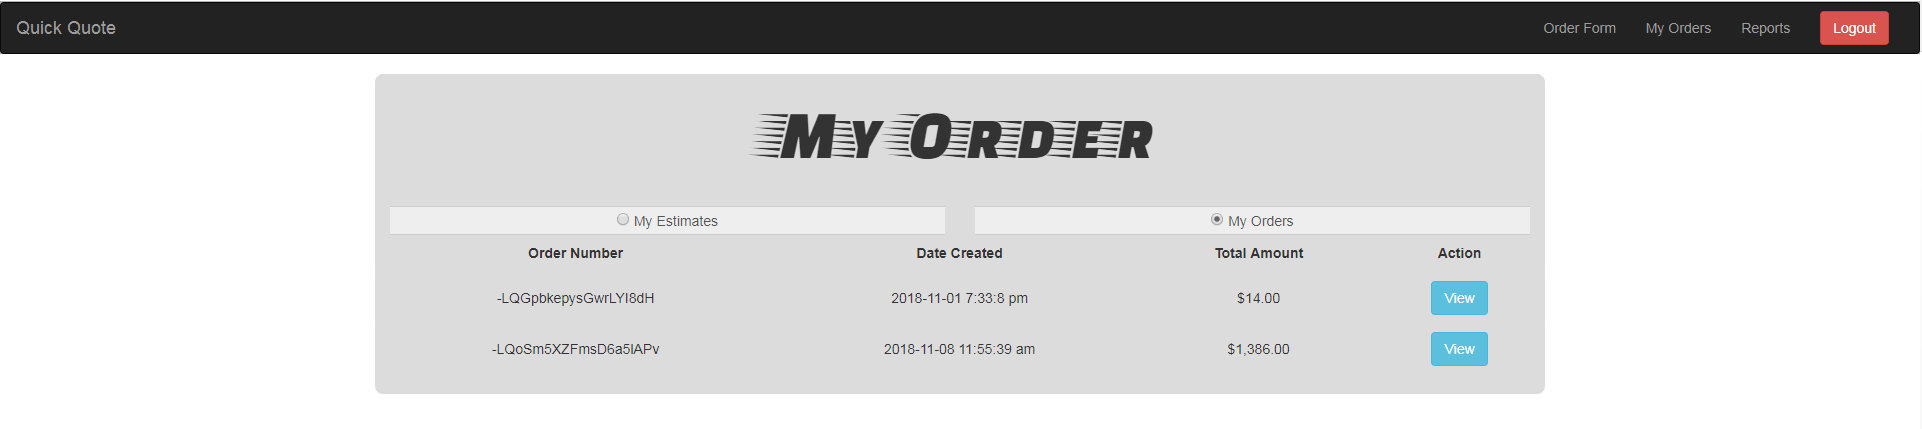 Quick Quote Order Form My Orders Reports Logout
My Order
My Estimates My Orders
Order Number Date Created Total Amount Action
-LQGpbkepysGwrLYI8dH 2018-11-01 7:33:8 pm $14.00 View
-LQoSm5XZFmsD6a5IAPv 2018-11-08 11:55:39 am $1,386.00 View